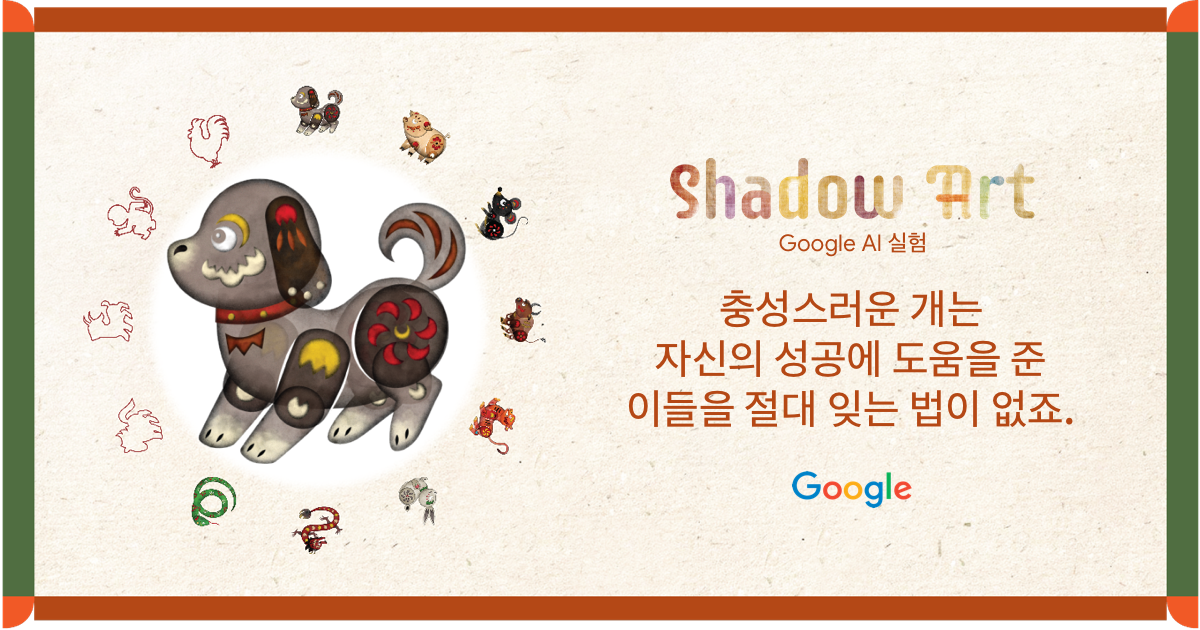 Shadow Art
Google AI 실험
충성스러운 개는
자신의 성공에 도움을 준
이들을 절대 잊는 법이 없죠.
Google